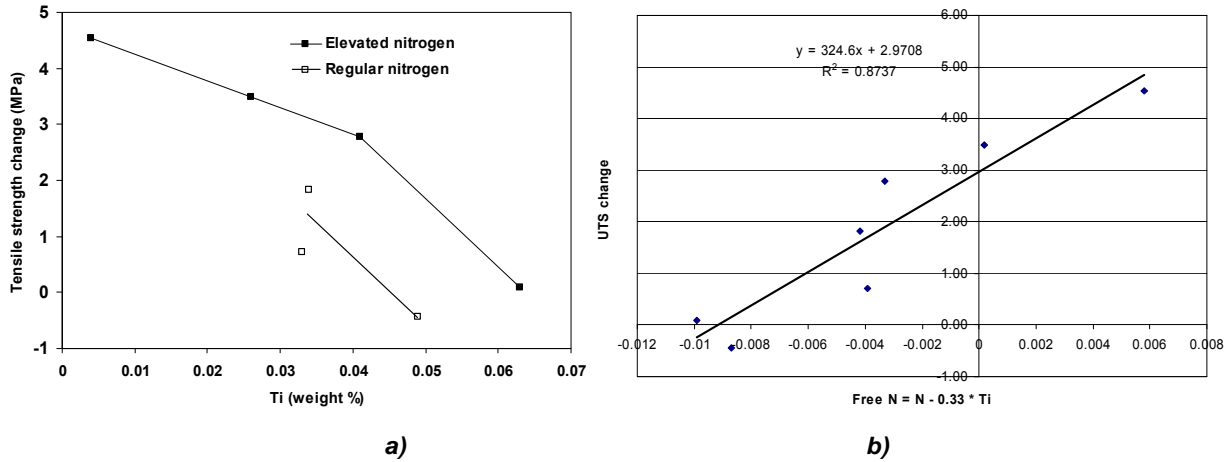 5
4
3
2
1
0
-1
Tensile strength change (MPa)
Elevated nitrogen
Regular nitrogen
0 0.01 0.02 0.03 0.04 0.05 0.06 0.07
Ti (weight %)
a)
6.00
5.00
4.00
3.00
2.00
1.00
0.00
-1.00
UTS change
y = 324.6x + 2.9708
R² = 0.8737
-0.012 -0.01 -0.008 -0.006 -0.004 -0.002 0 0.002 0.004 0.006 0.008
Free N = N - 0.33 * Ti
b)